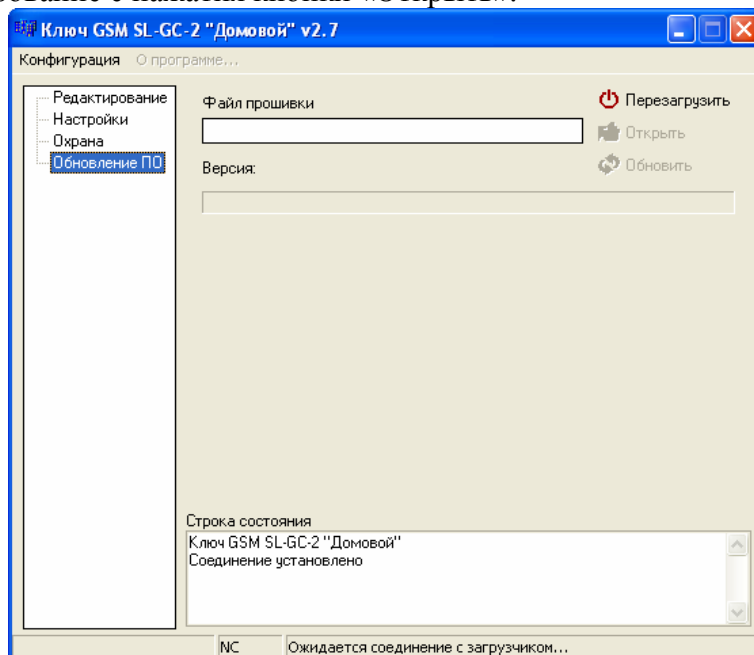 Ключ GSM SL-GC-2 "Домовой" v2.7
Конфигурация О программе...
Редактирование
Настройки
Охрана
Обновление ПО
Файл прошивки
Перезагрузить
Открыть
Версия:
Обновить
Строка состояния
Ключ GSM SL-GC-2 "Домовой"
Соединение установлено
NC Ожидается соединение с загрузчиком...